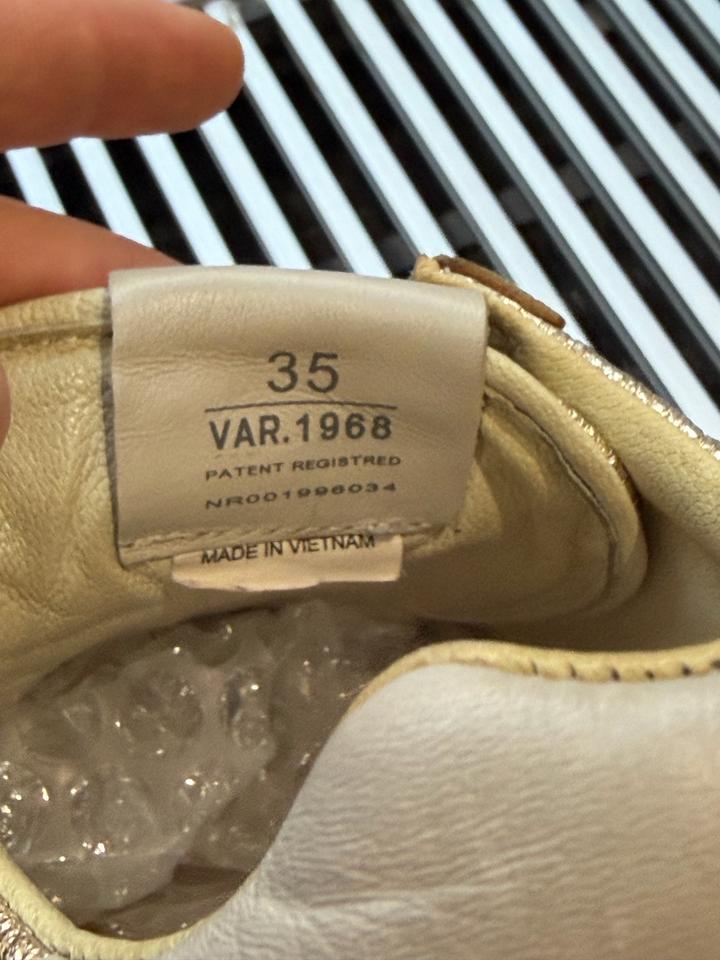 35
VAR.1968
PATENT REGISTRED
NR001996034
MADE IN VIETNAM